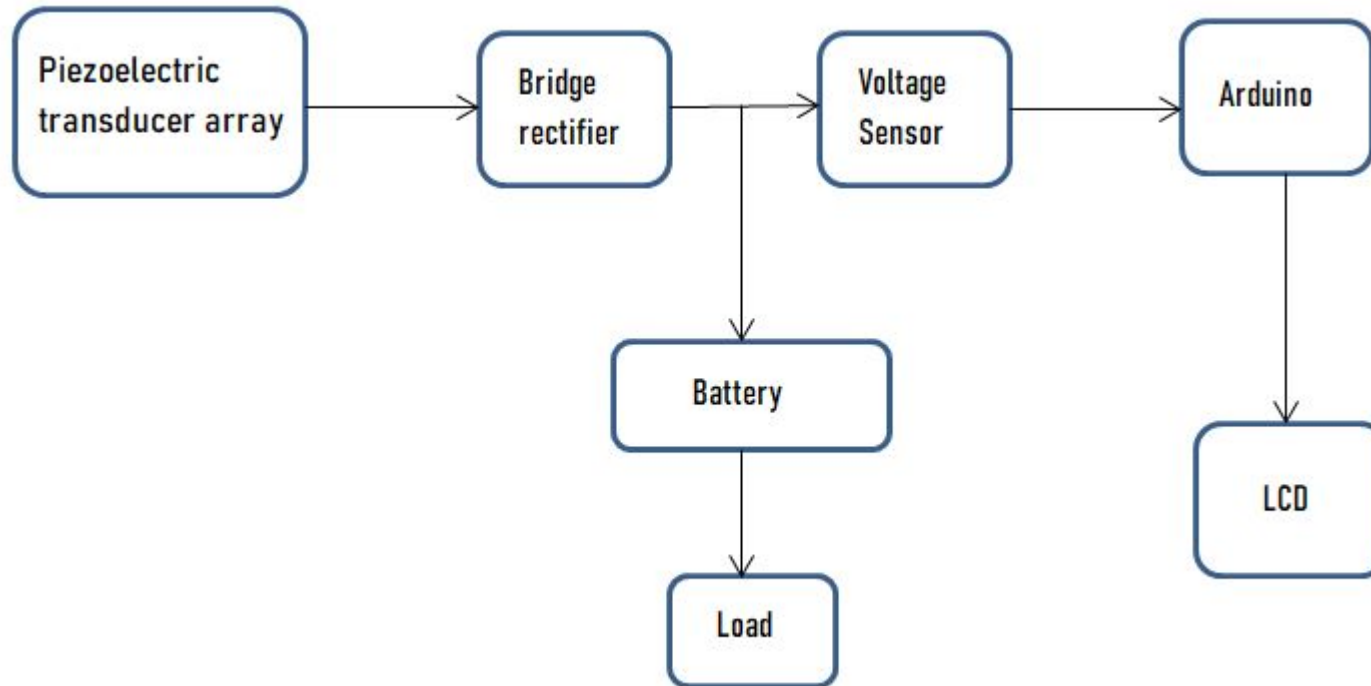 Piezoelectric
transducer array
Bridge
rectifier
Voltage
Sensor
Arduino
Battery
LCD
Load